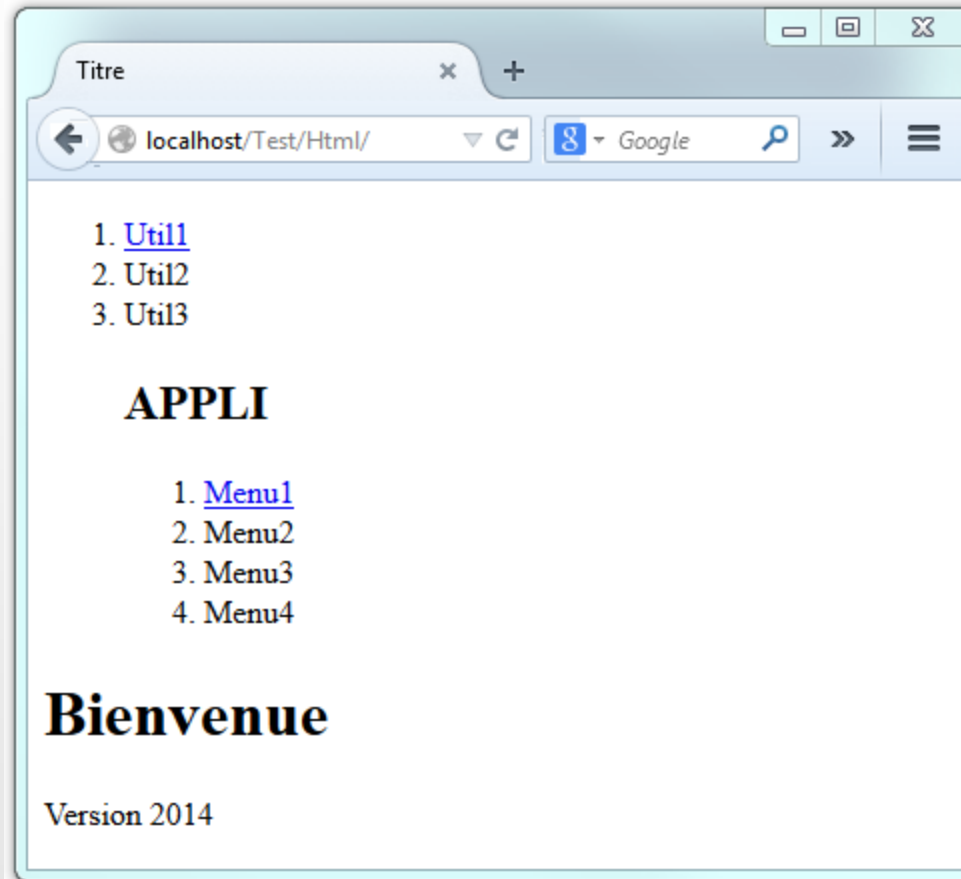 Titre
localhost/Test/Html/
8 Google
1. Util1
2. Util2
3. Util3
APPLI
1. Menu1
2. Menu2
3. Menu3
4. Menu4
Bienvenue
Version 2014